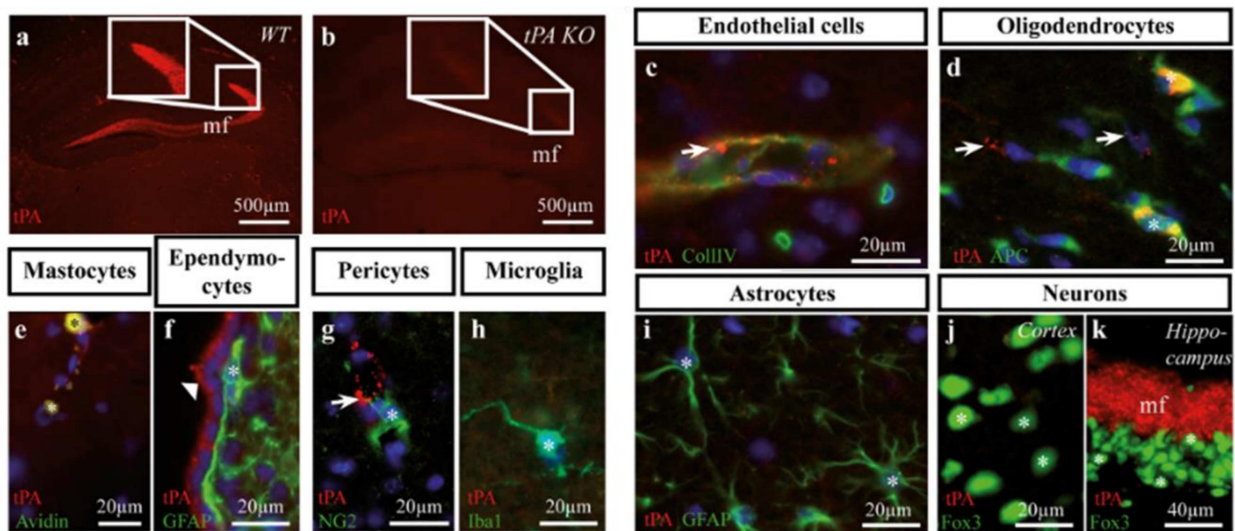 a
WT
mf
tPA
500µm
b
tPA KO
mf
tPA
500µm
Endothelial cells
c
tPA CollIV
20µm
Oligodendrocytes
d
*
*
tPA APC
20µm
Mastocytes
e
*
*
tPA
Avidin
20µm
Ependymo-
cytes
f
*
tPA
GFAP
20µm
Pericytes
g
*
tPA
NG2
20µm
Microglia
h
*
tPA
Iba1
20µm
Astrocytes
i
*
*
tPA GFAP
20µm
Neurons
j
Cortex
*
*
*
tPA
Fox3
20µm
k
Hippo-
campus
mf
*
*
*
tPA
Fox3
40µm